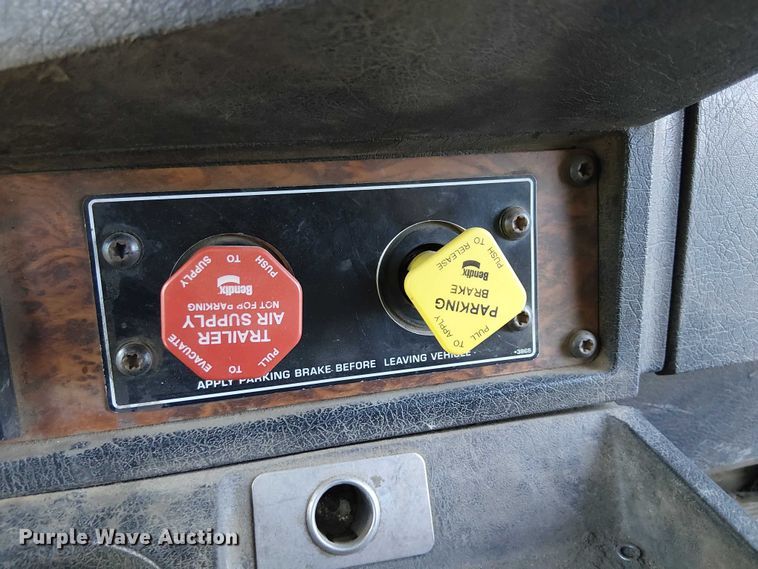 PULL TO EVACUATE
TRAILER
AIR SUPPLY
NOT FOR PARKING
Bendix
PUSH TO SUPPLY
PULL TO APPLY
PARKING
BRAKE
Bendix
PUSH TO RELEASE
APPLY PARKING BRAKE BEFORE LEAVING VEHICLE
Purple Wave Auction